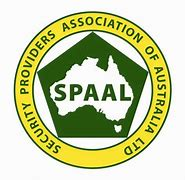 SECURITY PROVIDERS ASSOCIATION OF AUSTRALIA LTD
SPAAL